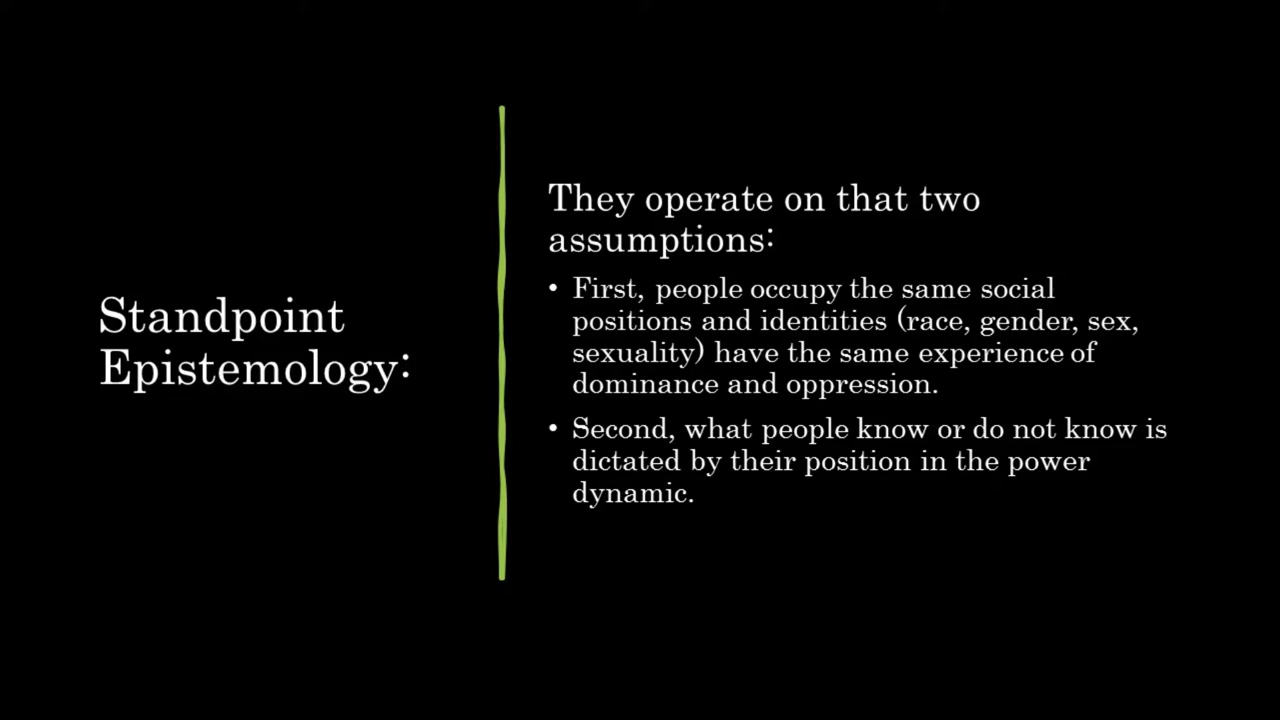 Standpoint
Epistemology:
They operate on that two
assumptions:
• First, people occupy the same social
positions and identities (race, gender, sex,
sexuality) have the same experience of
dominance and oppression.
• Second, what people know or do not know is
dictated by their position in the power
dynamic.